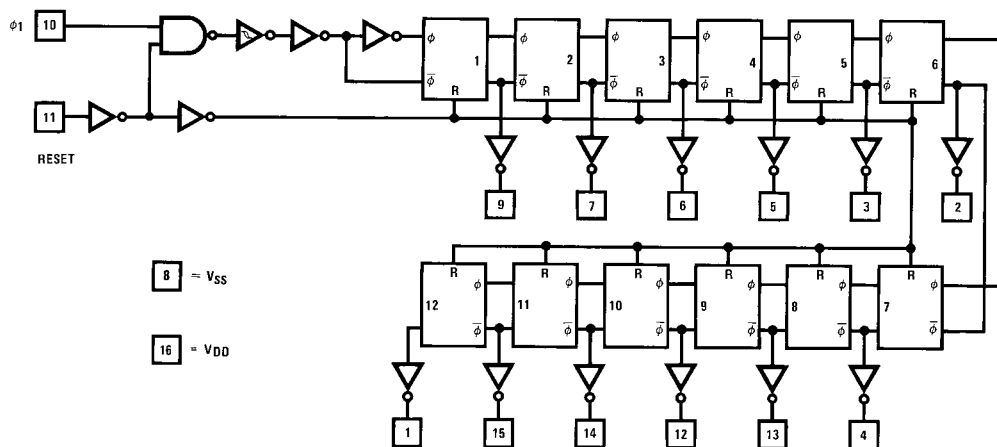 φ1 10
φ φ φ φ φ φ
1 2 3 4 5 6
φ̅ φ̅ φ̅ φ̅ φ̅ φ̅
R R R R R R
11
RESET
9 7 6 5 3 2
R R R R R R
8 = VSS
12 11 10 9 8 7
φ φ φ φ φ φ
φ̅ φ̅ φ̅ φ̅ φ̅ φ̅
16 = VDD
1 15 14 12 13 4